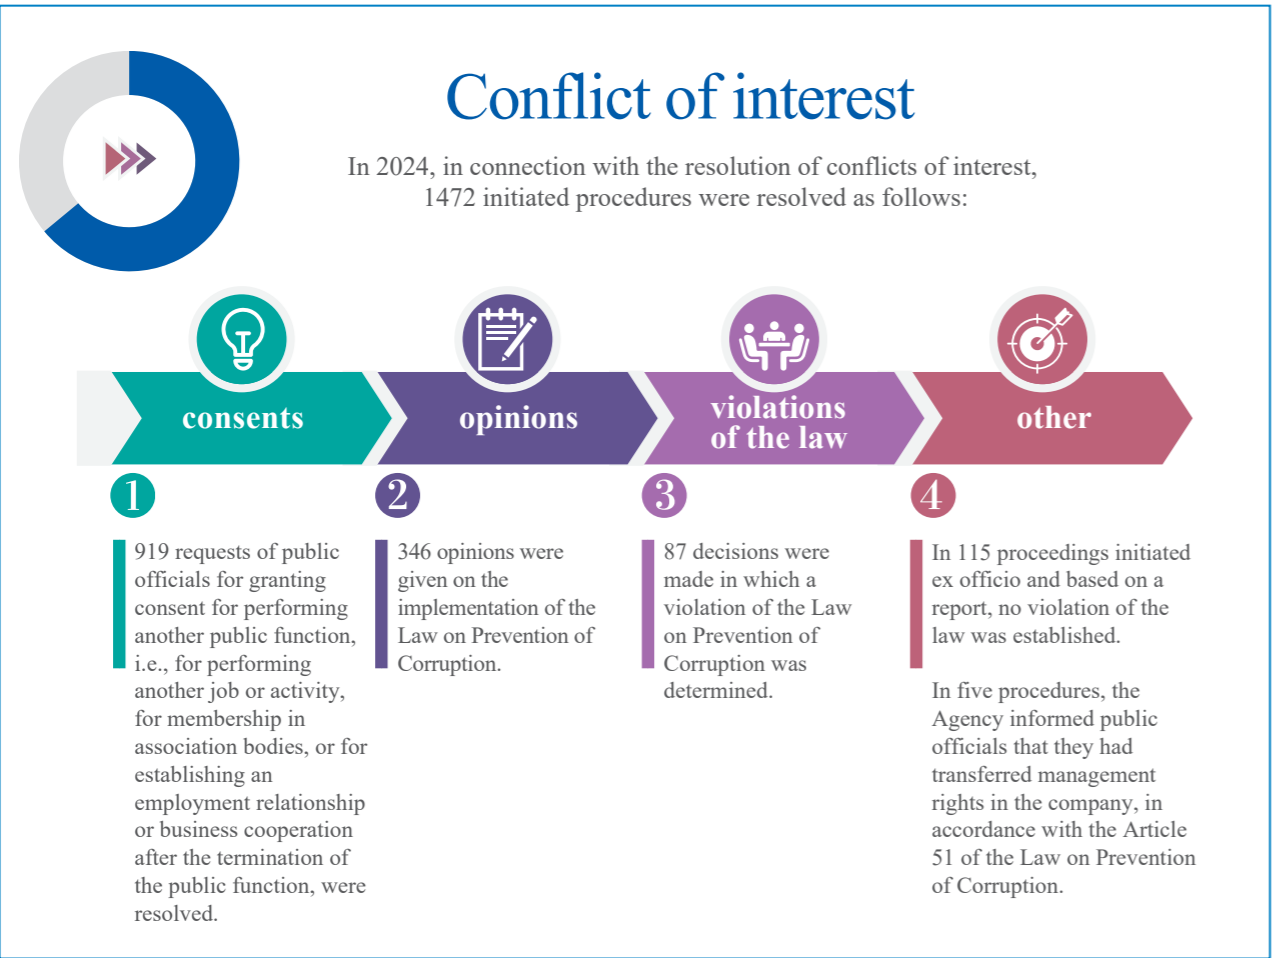 Conflict of interest
In 2024, in connection with the resolution of conflicts of interest,
1472 initiated procedures were resolved as follows:
consents
opinions
violations
of the law
other
1
919 requests of public
officials for granting
consent for performing
another public function,
i.e., for performing
another job or activity,
for membership in
association bodies, or for
establishing an
employment relationship
or business cooperation
after the termination of
the public function, were
resolved.
2
346 opinions were
given on the
implementation of the
Law on Prevention of
Corruption.
3
87 decisions were
made in which a
violation of the Law
on Prevention of
Corruption was
determined.
4
In 115 proceedings initiated
ex officio and based on a
report, no violation of the
law was established.
In five procedures, the
Agency informed public
officials that they had
transferred management
rights in the company, in
accordance with the Article
51 of the Law on Prevention
of Corruption.